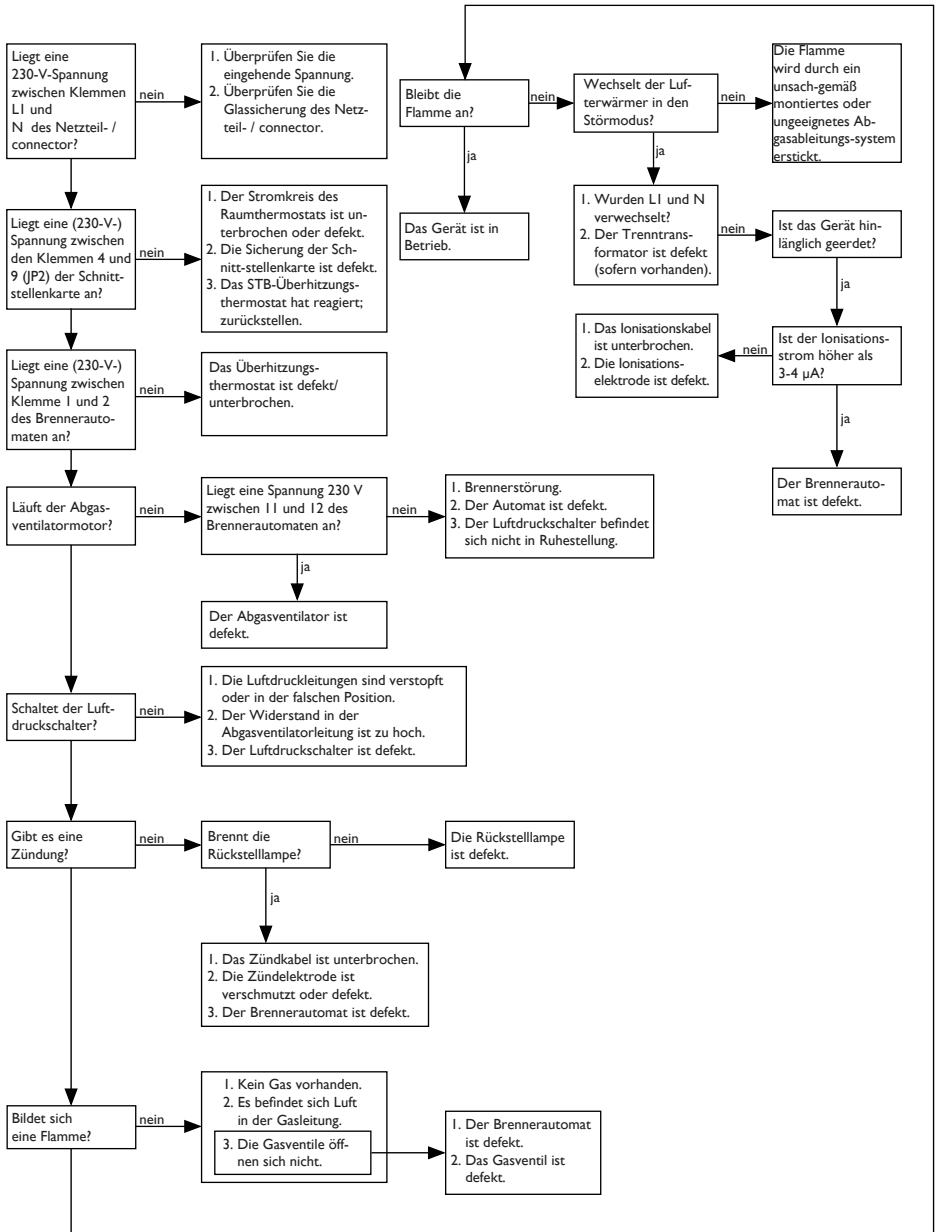 Liegt eine
230-V-Spannung
zwischen Klemmen
L1 und
N des Netzteil- /
connector?
nein
1. Überprüfen Sie die
eingehende Spannung.
2. Überprüfen Sie die
Glassicherung des Netz-
teil- / connector.
Liegt eine (230-V-)
Spannung zwischen
den Klemmen 4 und
9 (JP2) der Schnitt-
stellenkarte an?
nein
1. Der Stromkreis des
Raumthermostats ist un-
terbrochen oder defekt.
2. Die Sicherung der Sch-
nitt-stellenkarte ist defekt.
3. Das STB-Überhitzungs-
thermostat hat reagiert;
zurückstellen.
Liegt eine (230-V-)
Spannung zwischen
Klemme 1 und 2
des Brennerauto-
maten an?
nein
Das Überhitzungs-
thermostat ist defekt/
unterbrochen.
Läuft der Abgas-
ventilatormotor?
nein
Liegt eine Spannung 230 V
zwischen 11 und 12 des
Brennerautomaten an?
nein
1. Brennerstörung.
2. Der Automat ist defekt.
3. Der Luftdruckschalter befindet
sich nicht in Ruhestellung.
ja
Der Abgasventilator ist
defekt.
Schaltet der Luft-
druckschalter?
nein
1. Die Luftdruckleitungen sind verstopft
oder in der falschen Position.
2. Der Widerstand in der
Abgasventilatorleitung ist zu hoch.
3. Der Luftdruckschalter ist defekt.
Gibt es eine
Zündung?
nein
Brennt die
Rückstelllampe?
nein
Die Rückstelllampe
ist defekt.
ja
1. Das Zündkabel ist unterbrochen.
2. Die Zündelektrode ist
verschmutzt oder defekt.
3. Der Brennerautomat ist defekt.
Bildet sich
eine Flamme?
nein
1. Kein Gas vorhanden.
2. Es befindet sich Luft
in der Gasleitung.
3. Die Gasventile öff-
nen sich nicht.
1. Der Brennerautomat
ist defekt.
2. Das Gasventil ist
defekt.
Bleibt die
Flamme an?
nein
Wechselt der Luf-
terwärmer in den
Störmodus?
nein
Die Flamme
wird durch ein
unsach-gemäß
montiertes oder
ungeeignetes Ab-
gasableitungs-system
erstickt.
ja
Das Gerät ist in
Betrieb.
ja
1. Wurden L1 und N
verwechselt?
2. Der Trenntrans-
formator ist defekt
(sofern vorhanden).
nein
Ist das Gerät hin-
länglich geerdet?
ja
Ist der Ionisations-
strom höher als
3-4 µA?
nein
1. Das Ionisationskabel
ist unterbrochen.
2. Die Ionisations-
elektrode ist defekt.
ja
Der Brennerauto-
mat ist defekt.